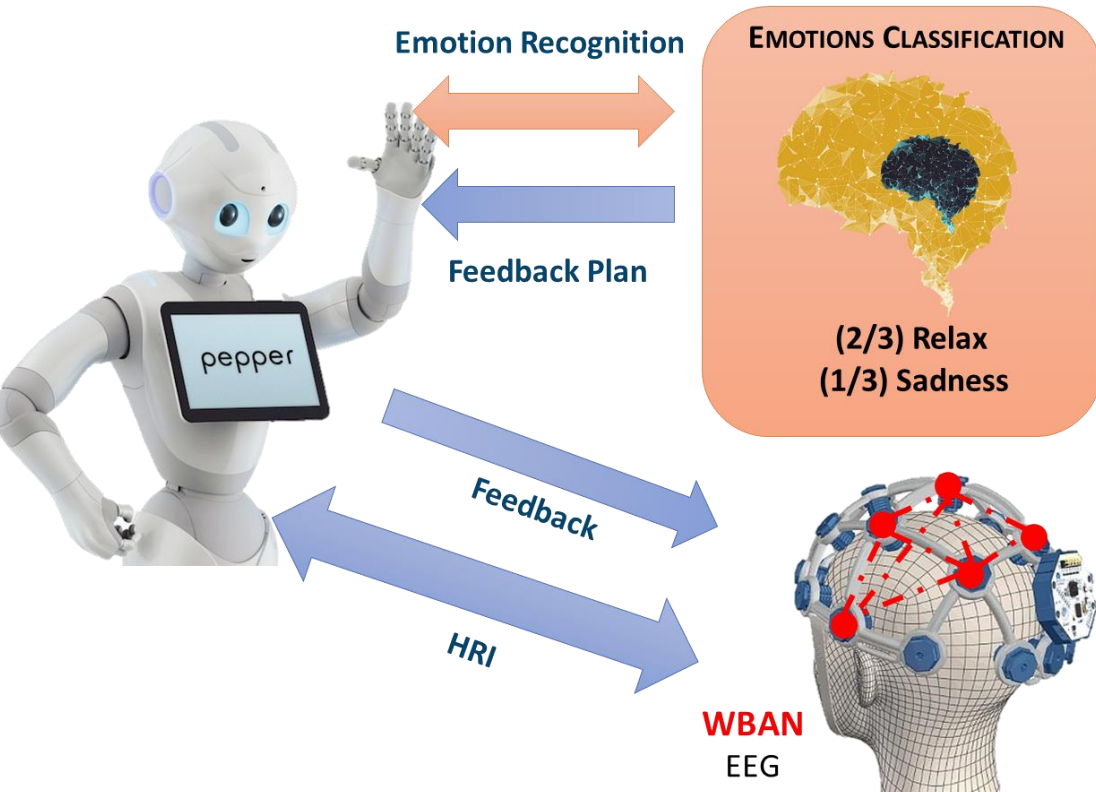 Emotion Recognition
EMOTIONS CLASSIFICATION
Feedback Plan
pepper
(2/3) Relax
(1/3) Sadness
Feedback
HRI
WBAN
EEG